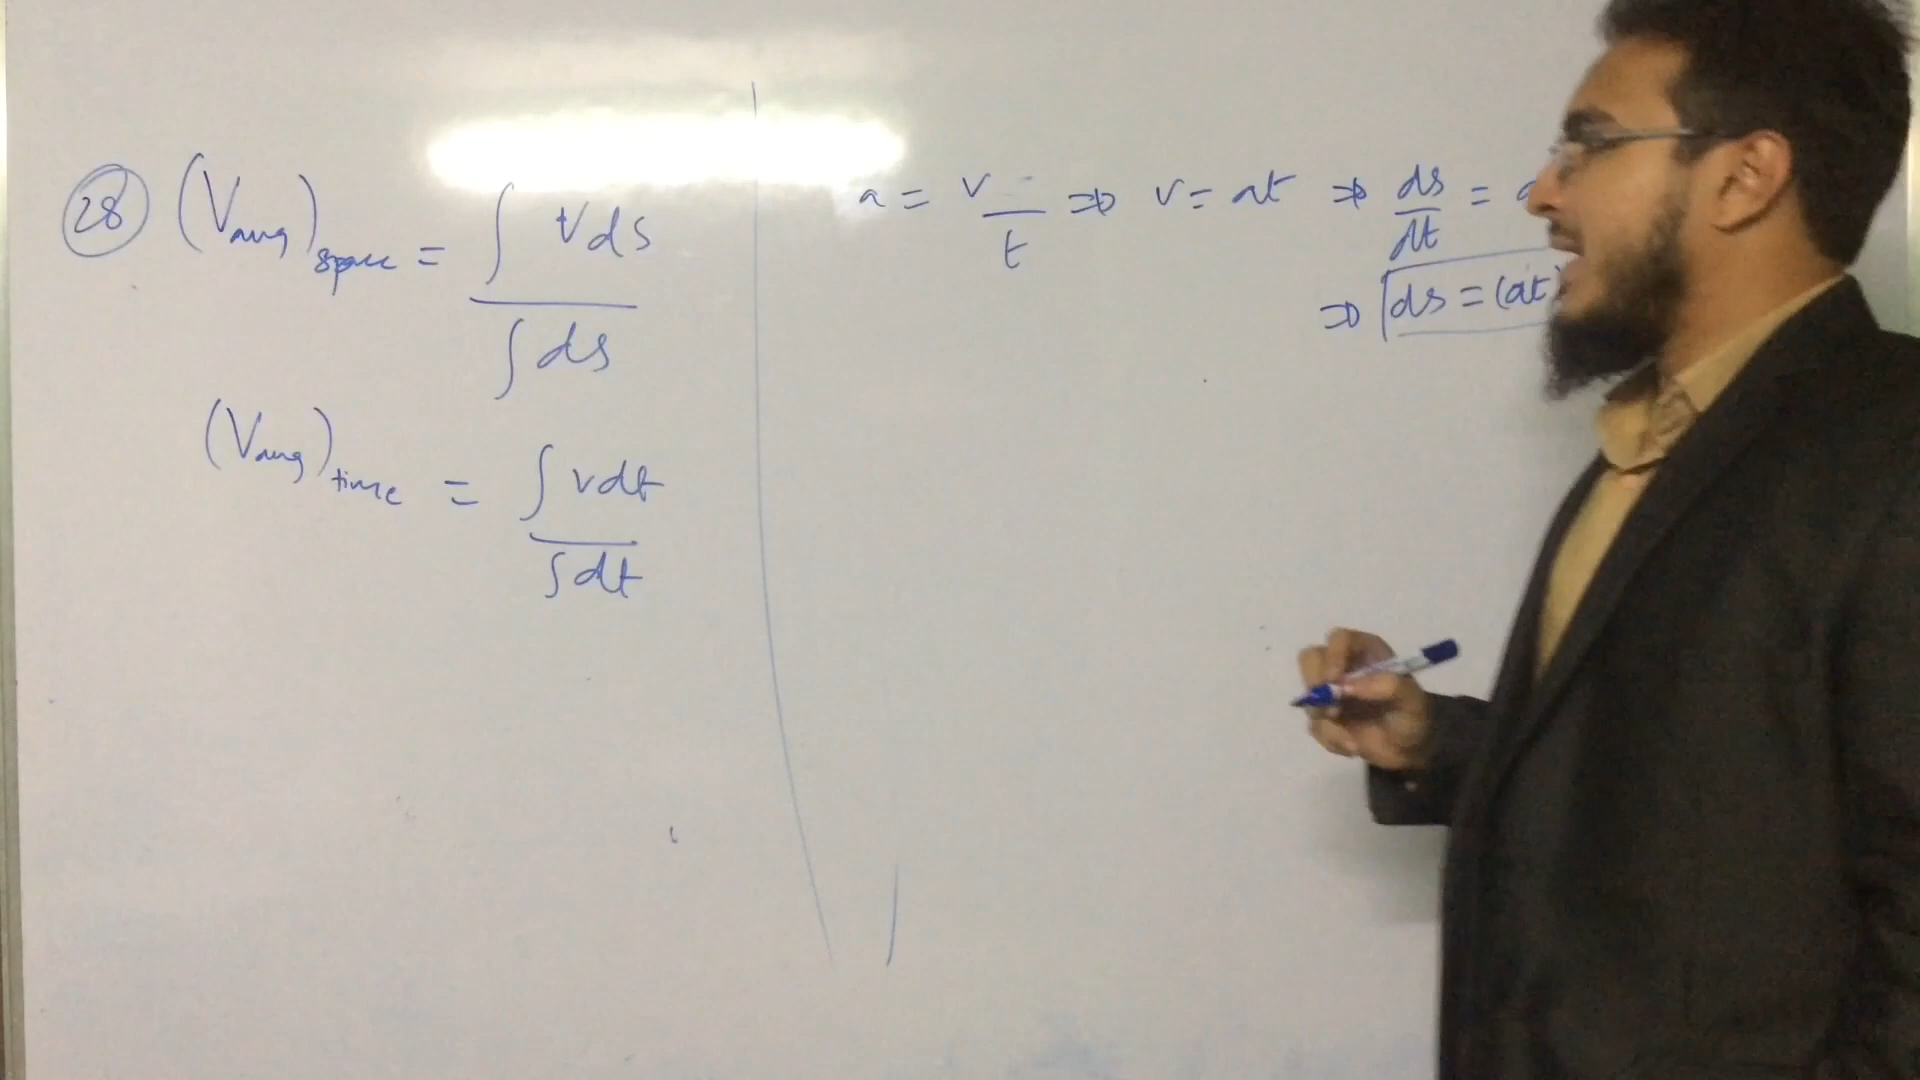 28 (Vavg)space = ∫ v ds / ∫ ds
(Vavg)time = ∫ v dt / ∫ dt
a = v - / t ⇒ v = at ⇒ ds/dt = a
⇒ ds = (at)